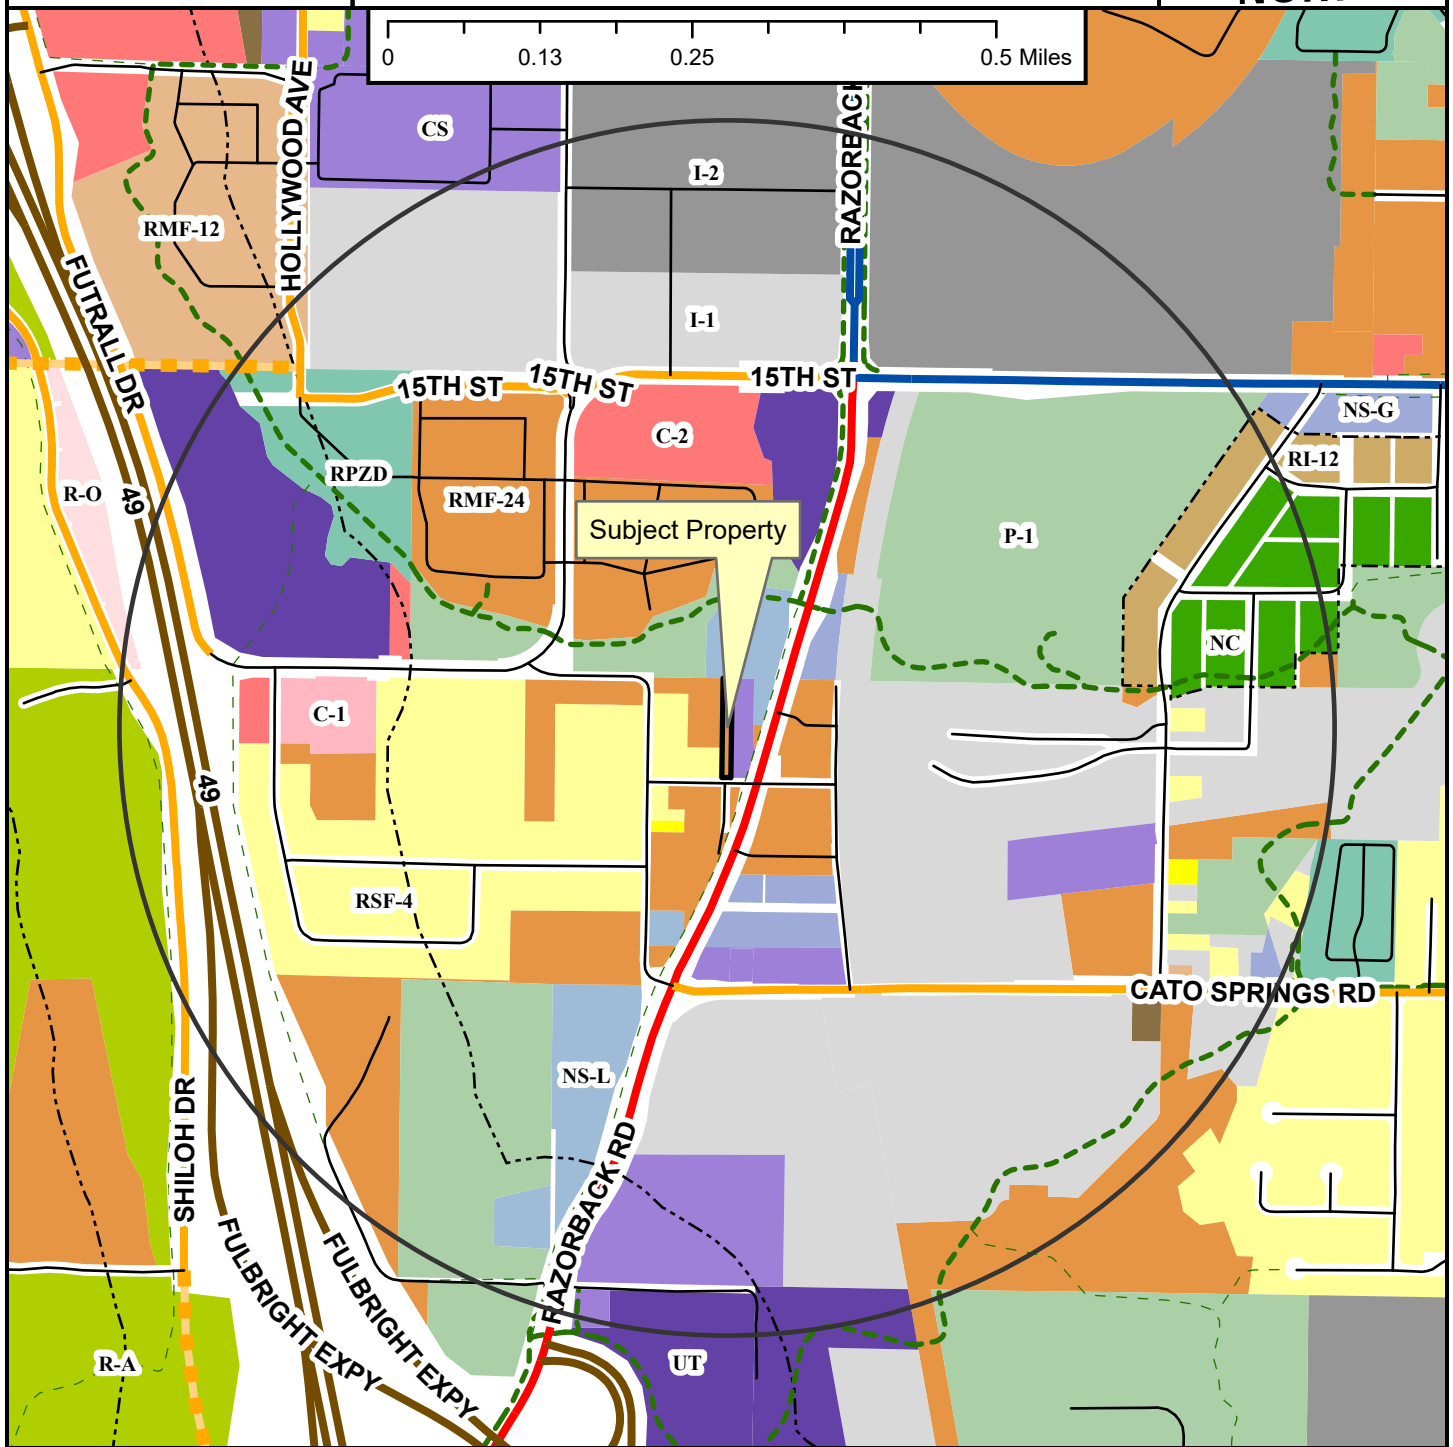 0 0.13 0.25 0.5 Miles
HOLLYWOOD AVE
CS
RAZORBACK
I-2
RMF-12
FUTRALL DR
I-1
15TH ST
15TH ST
15TH ST
NS-G
C-2
RI-12
RPZD
R-O
49
RMF-24
Subject Property
P-1
NC
C-1
49
RSF-4
CATO SPRINGS RD
NS-L
SHILOH DR
RAZORBACK RD
FULBRIGHT EXPY
FULBRIGHT EXPY
R-A
UT